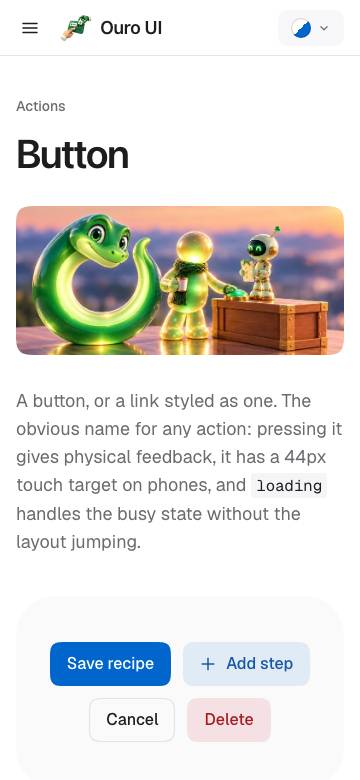 Ouro UI
Actions
Button
A button, or a link styled as one. The
obvious name for any action: pressing it
gives physical feedback, it has a 44px
touch target on phones, and loading
handles the busy state without the
layout jumping.
Save recipe
Add step
Cancel
Delete